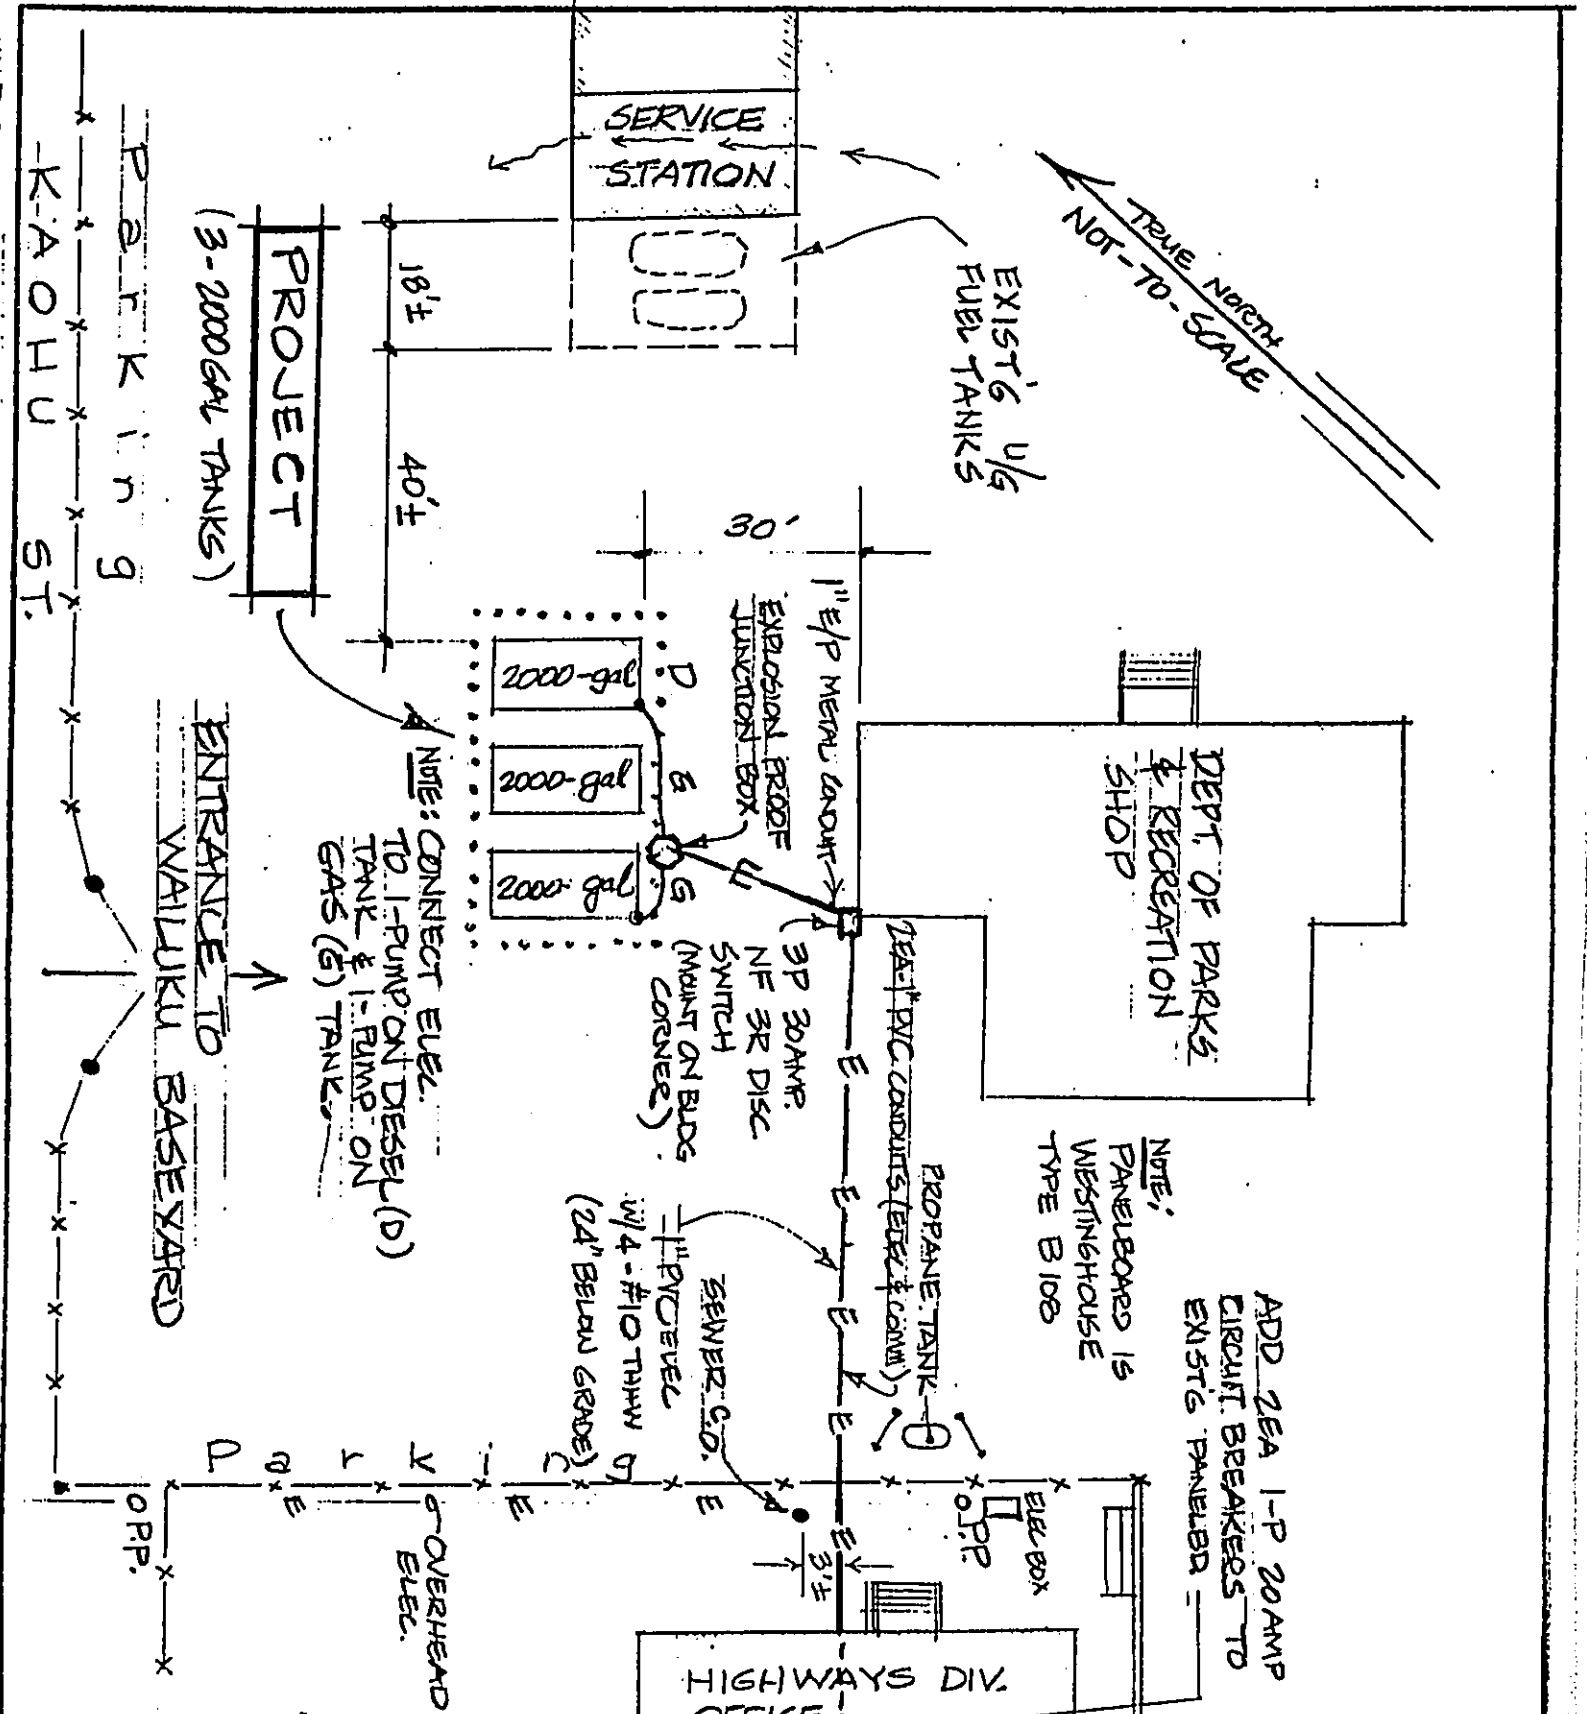 SERVICE
STATION
TRUE NORTH
NOT-TO-SCALE
EXIST'G U/G
FUEL TANKS
18'±
40'±
30'
PROJECT
(3-2000GAL TANKS)
Parking
KAOHU ST.
2000-gal
2000-gal
2000-gal
D
G
G
1" E/P METAL CONDUIT
EXPLOSION PROOF
JUNCTION BOX
E
DEPT. OF PARKS
& RECREATION
SHOP
3P 30AMP.
NF 3R DISC.
SWITCH
(MOUNT ON BLDG
CORNER).
NOTE: CONNECT ELEC.
TO 1-PUMP ON DIESEL (D)
TANK & 1-PUMP ON
GAS (G) TANK.
ENTRANCE TO
WAILUKU BASEYARD
2EA-1" PVC CONDUITS (ELEC & COMM)
PROPANE TANK
NOTE:
PANELBOARD IS
WESTINGHOUSE
TYPE B10B
ADD 2EA 1-P 20AMP
CIRCUIT BREAKERS TO
EXIST'G PANELBD
1" PVC ELEC
W/4-#10 THHW
(24" BELOW GRADE)
SEWER C.O.
E
E
E
E
E
Parking
E
E
E
OVERHEAD
ELEC.
P.P.
P.P.
ELEC BOX
3'±
HIGHWAYS DIV.
OFFICE